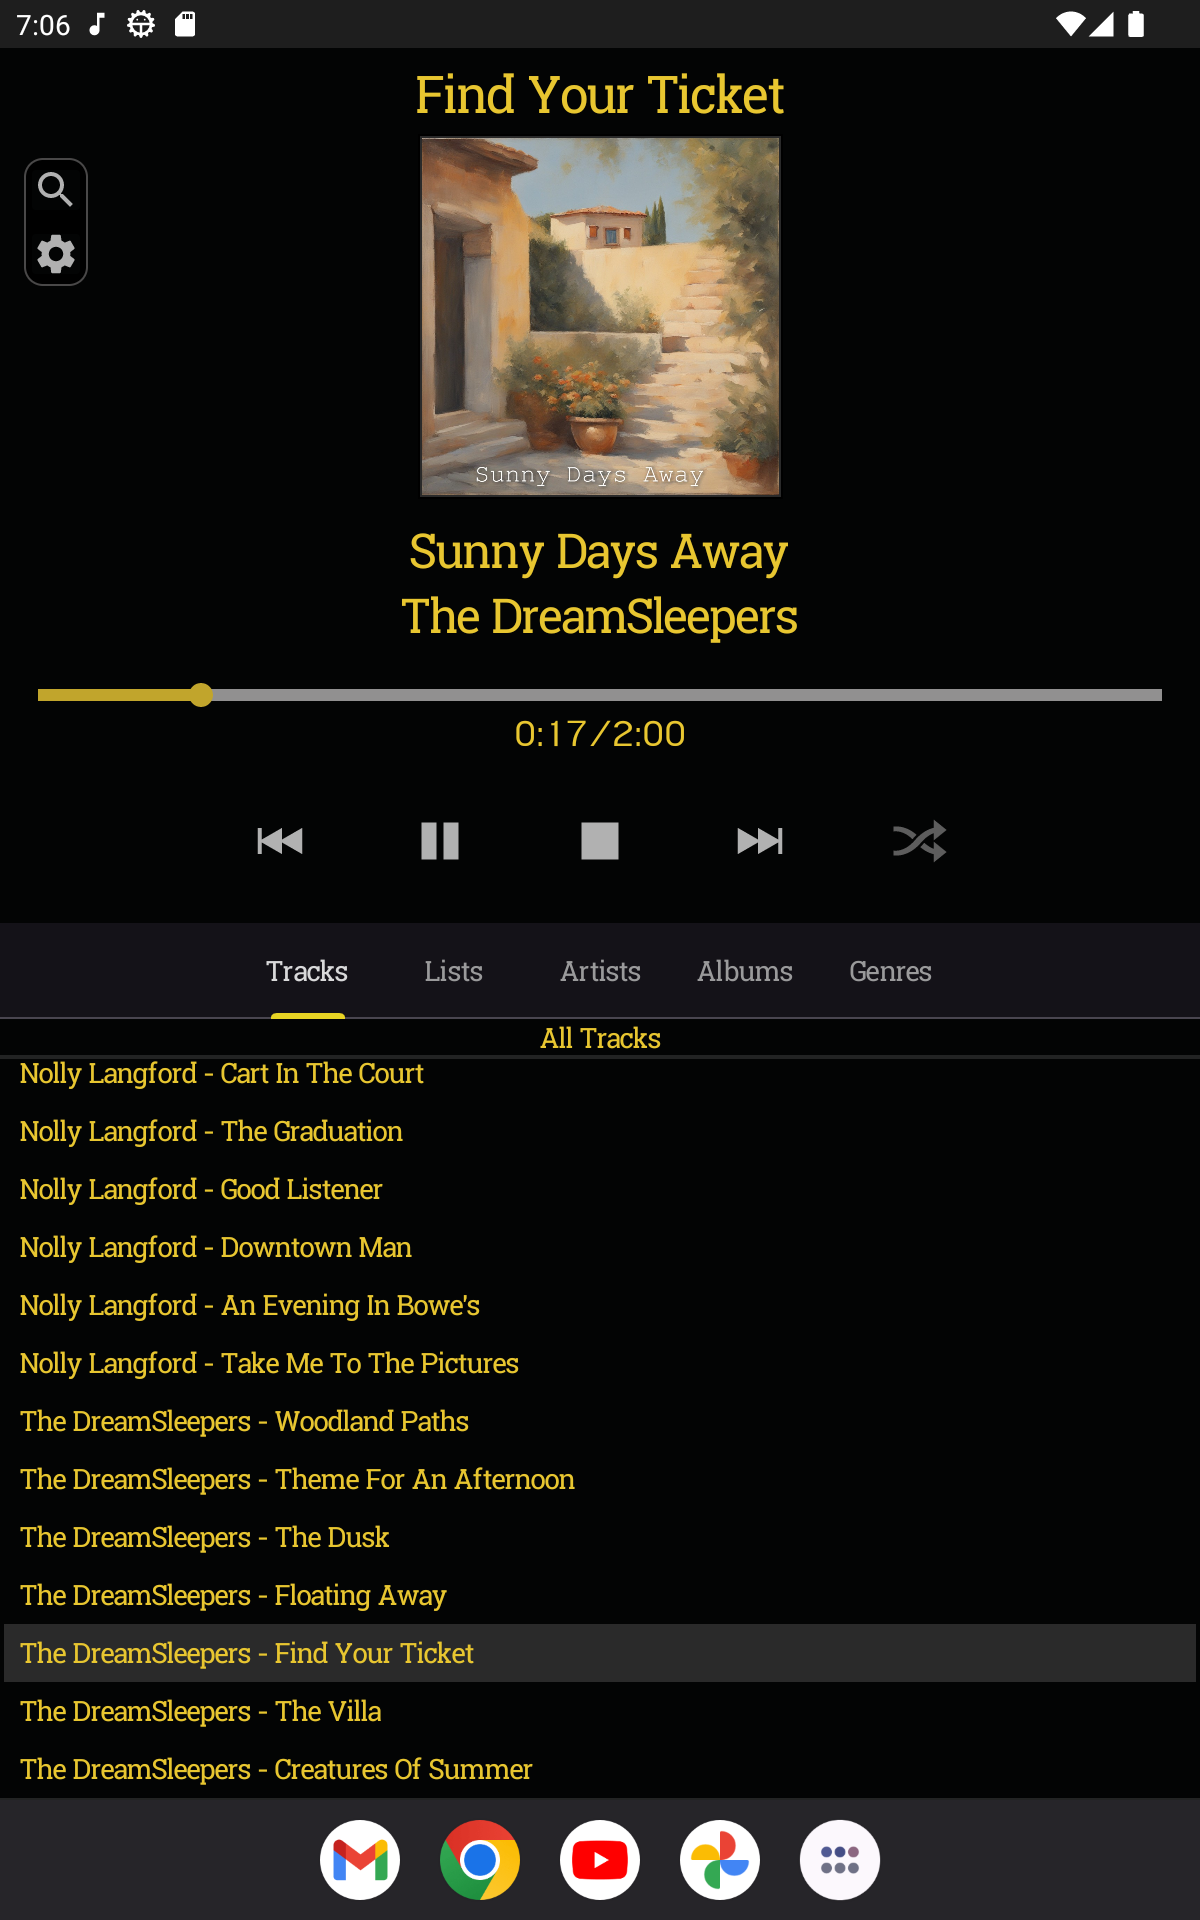 7:06
Find Your Ticket
Sunny Days Away
Sunny Days Away
The DreamSleepers
0:17/2:00
Tracks Lists Artists Albums Genres
All Tracks
Nolly Langford - Cart In The Court
Nolly Langford - The Graduation
Nolly Langford - Good Listener
Nolly Langford - Downtown Man
Nolly Langford - An Evening In Bowe's
Nolly Langford - Take Me To The Pictures
The DreamSleepers - Woodland Paths
The DreamSleepers - Theme For An Afternoon
The DreamSleepers - The Dusk
The DreamSleepers - Floating Away
The DreamSleepers - Find Your Ticket
The DreamSleepers - The Villa
The DreamSleepers - Creatures Of Summer